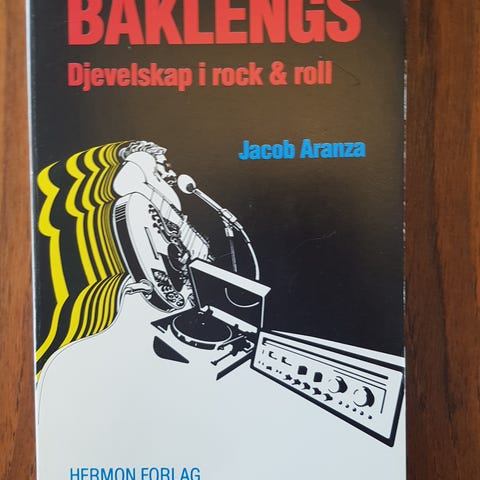 BAKLENGS
Djevelskap i rock & roll
Jacob Aranza
HERMON FORLAG